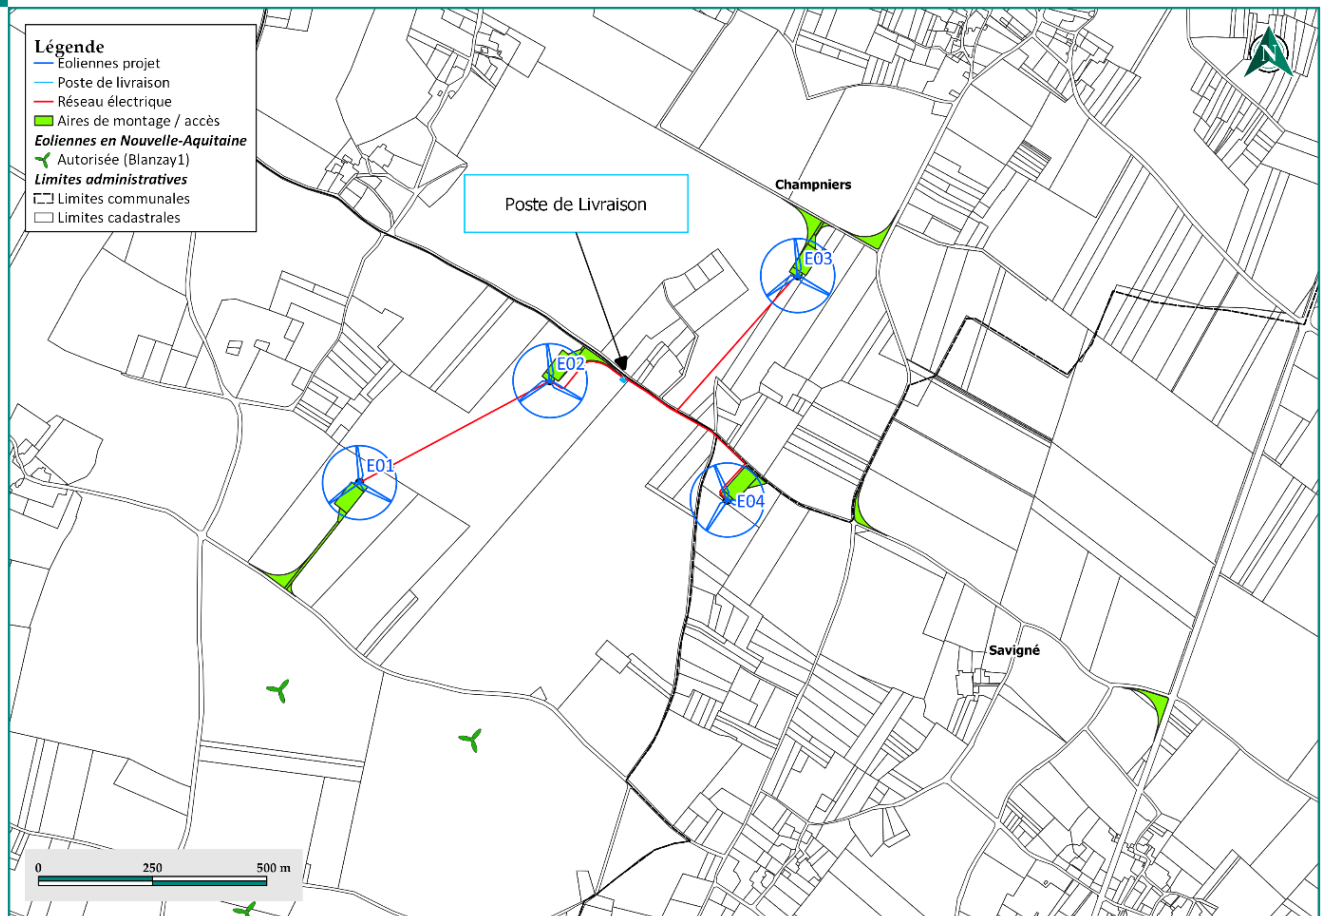 Légende
Eoliennes projet
Poste de livraison
Réseau électrique
Aires de montage / accès
Eoliennes en Nouvelle-Aquitaine
Autorisée (Blanzay1)
Limites administratives
Limites communales
Limites cadastrales
N
Champniers
Poste de Livraison
E03
E02
E01
E04
Savigné
0 250 500 m